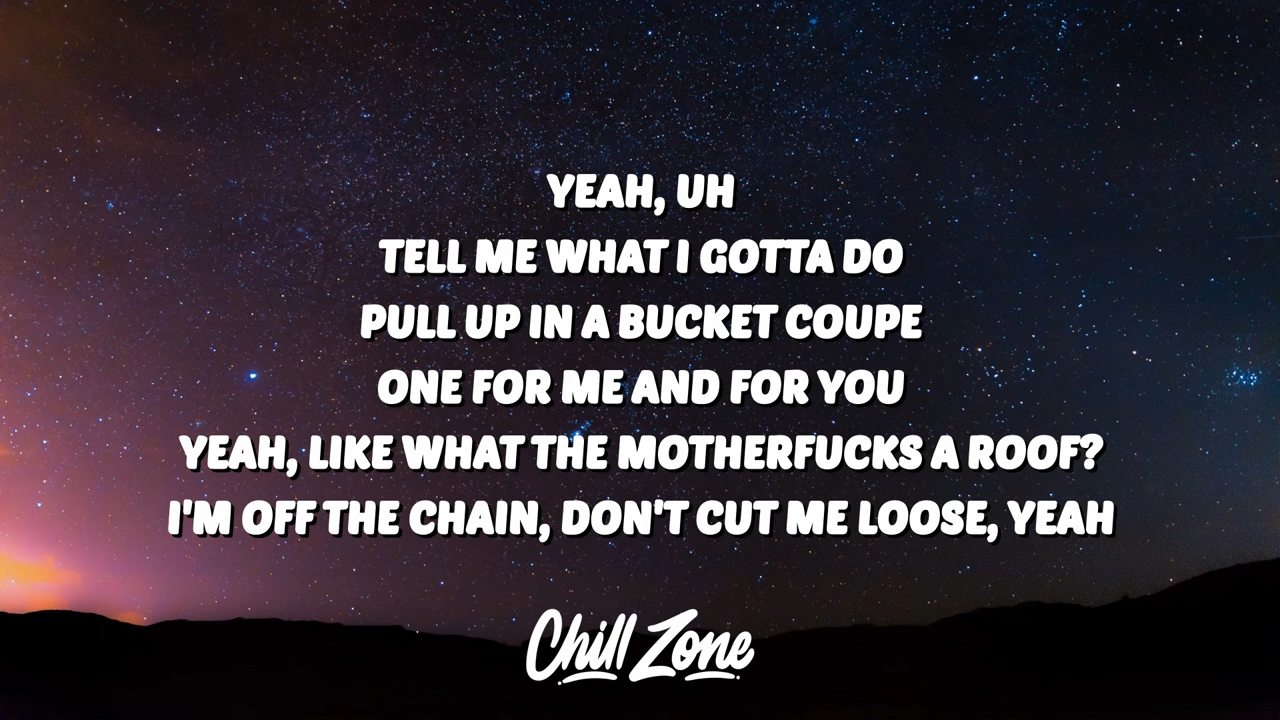 YEAH, UH
TELL ME WHAT I GOTTA DO
PULL UP IN A BUCKET COUPE
ONE FOR ME AND FOR YOU
YEAH, LIKE WHAT THE MOTHERFUCKS A ROOF?
I'M OFF THE CHAIN, DON'T CUT ME LOOSE, YEAH
Chill Zone